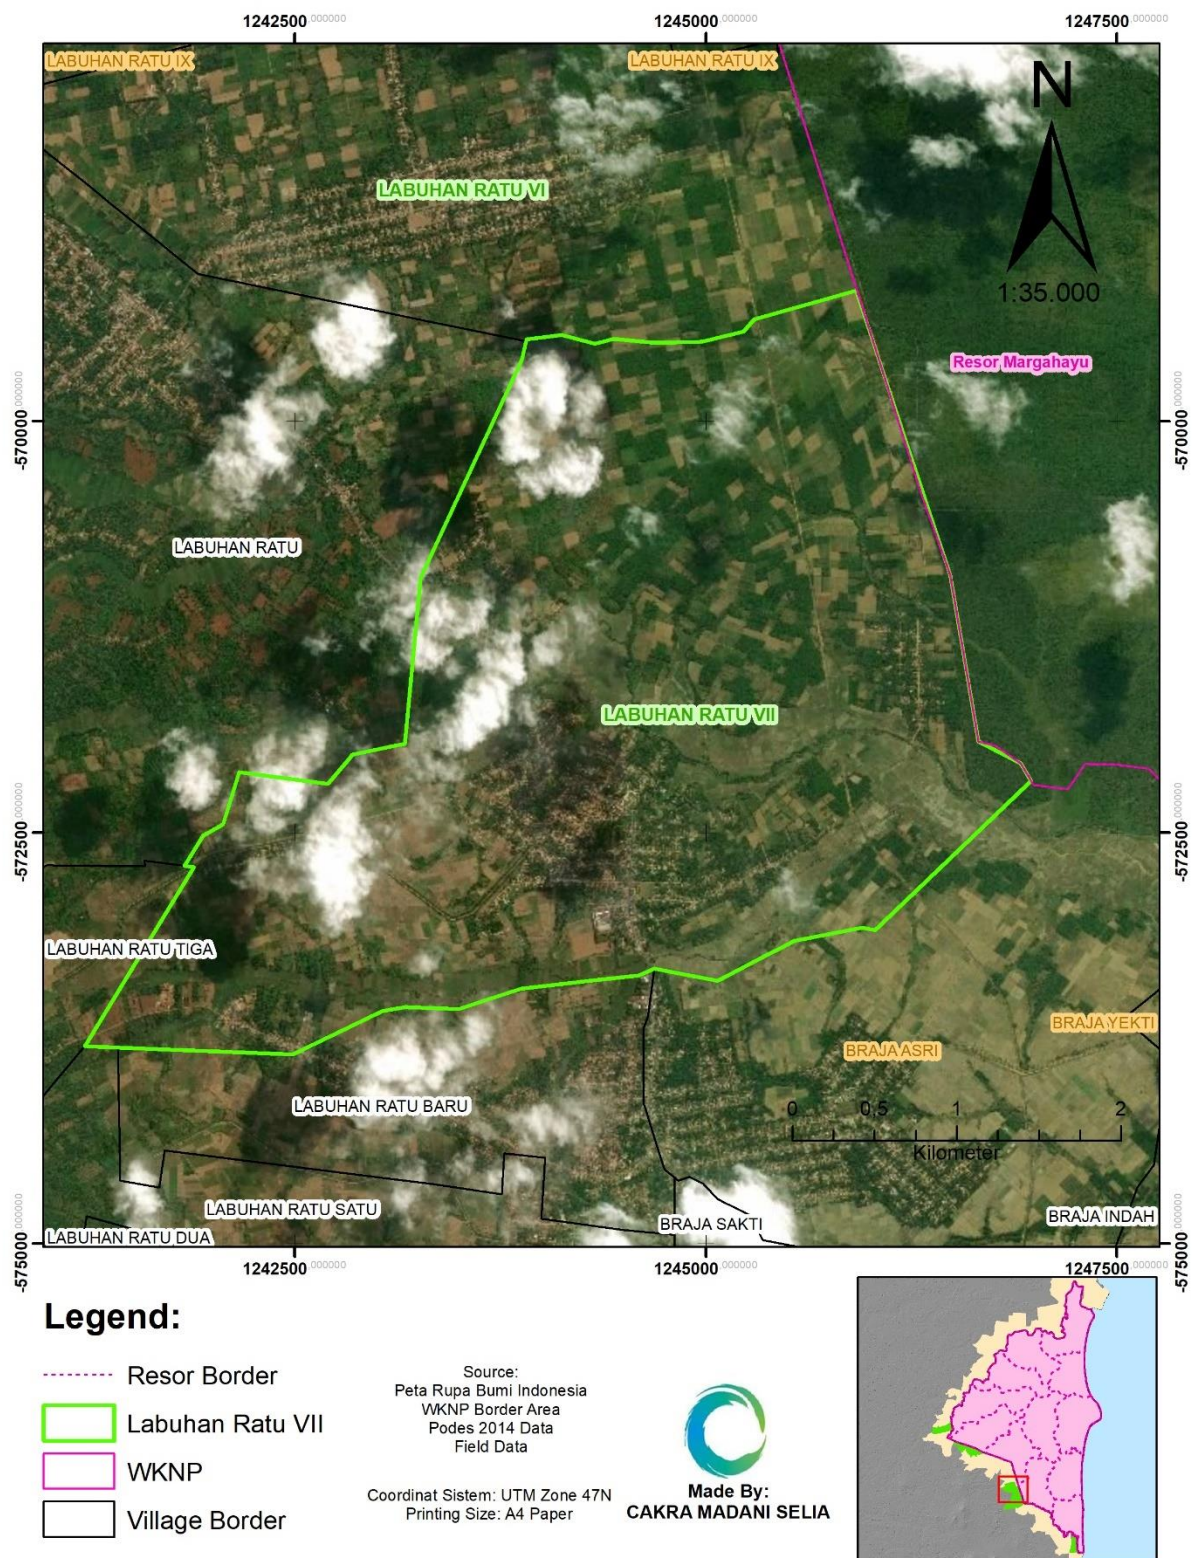 1242500,000000
1245000,000000
1247500,000000
LABUHAN RATU IX
LABUHAN RATU IX
N
LABUHAN RATU VI
1:35.000
Resor Margahayu
-570000,000000
-570000,000000
LABUHAN RATU
LABUHAN RATU VII
-572500,000000
-572500,000000
LABUHAN RATU TIGA
BRAJA YEKTI
BRAJA ASRI
LABUHAN RATU BARU
0 0,5 1 2
Kilometer
LABUHAN RATU SATU
BRAJA SAKTI
BRAJA INDAH
LABUHAN RATU DUA
-575000,000000
-575000,000000
1242500,000000
1245000,000000
1247500,000000
Legend:
Resor Border
Labuhan Ratu VII
WKNP
Village Border
Source:
Peta Rupa Bumi Indonesia
WKNP Border Area
Podes 2014 Data
Field Data
Coordinat Sistem: UTM Zone 47N
Printing Size: A4 Paper
Made By:
CAKRA MADANI SELIA